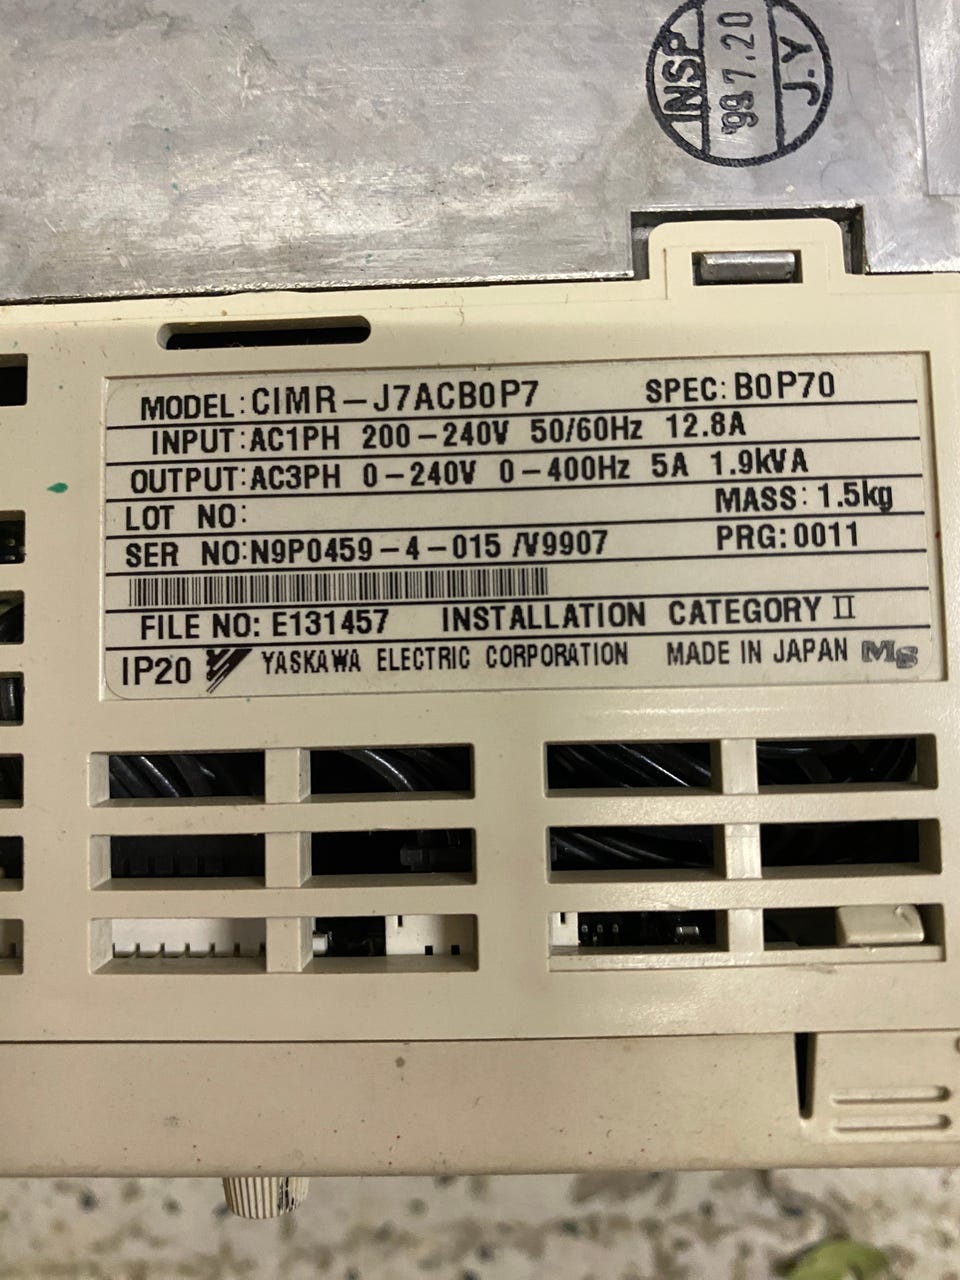 INSP
'99.7.20
J.Y
MODEL:CIMR-J7ACB0P7 SPEC:B0P70
INPUT:AC1PH 200-240V 50/60Hz 12.8A
OUTPUT:AC3PH 0-240V 0-400Hz 5A 1.9kVA
LOT NO: MASS:1.5kg
SER NO:N9P0459-4-015/V9907 PRG:0011
FILE NO: E131457 INSTALLATION CATEGORY II
IP20 YASKAWA ELECTRIC CORPORATION MADE IN JAPAN MS